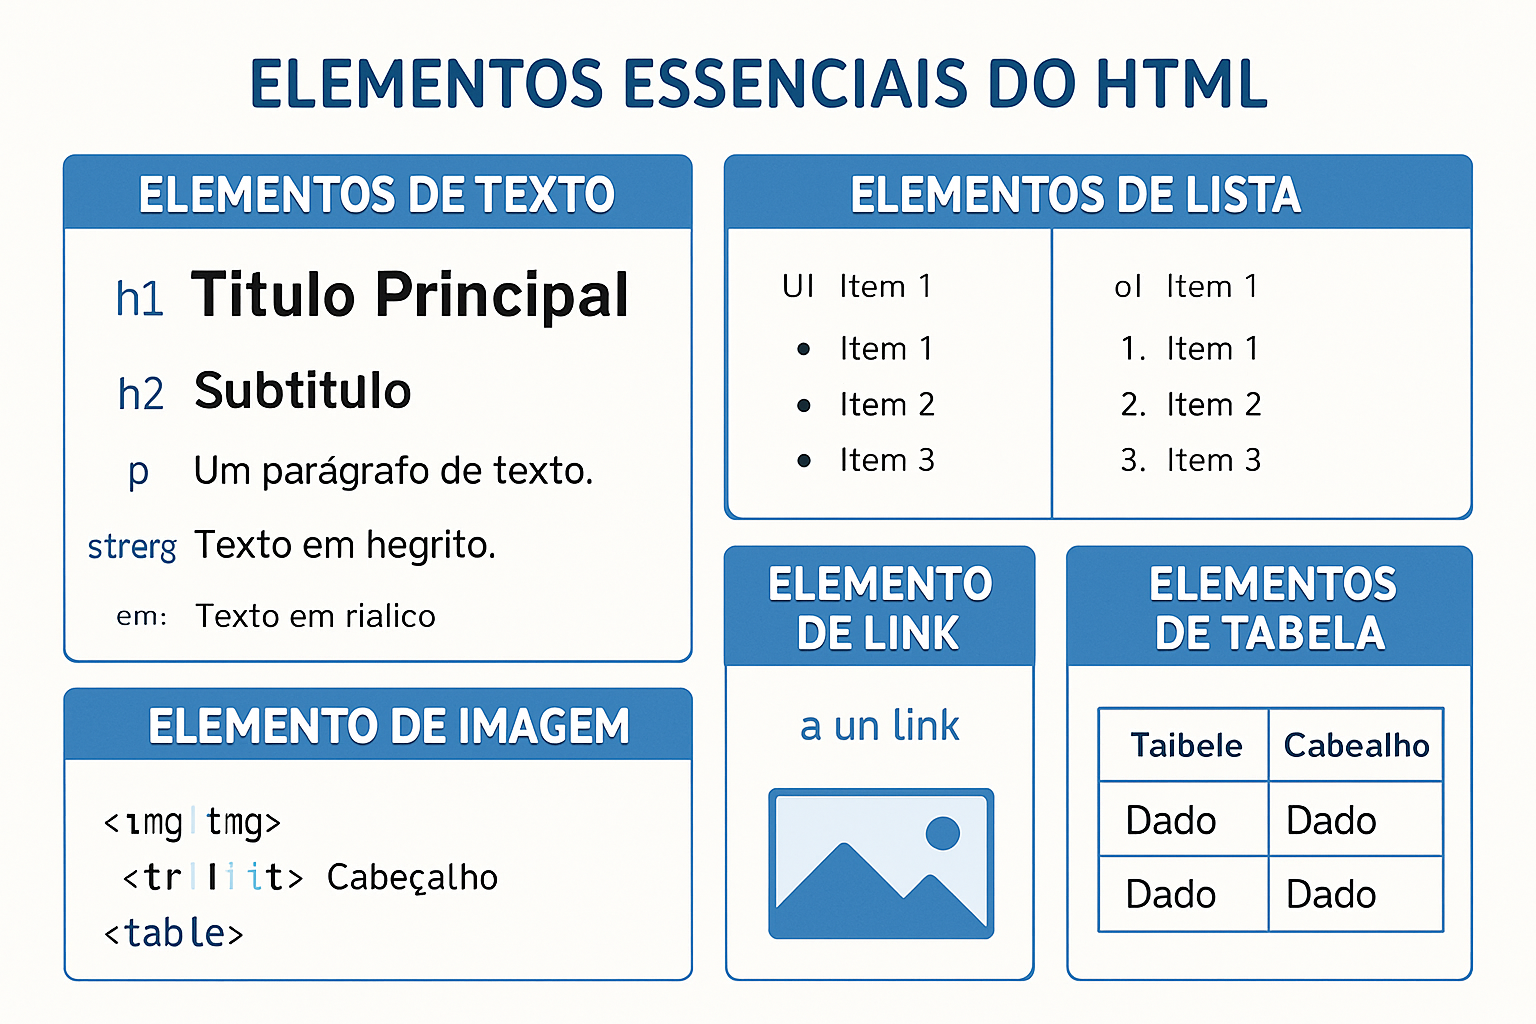 ELEMENTOS ESSENCIAIS DO HTML
ELEMENTOS DE TEXTO
h1 Titulo Principal
h2 Subtitulo
p Um parágrafo de texto.
strerg Texto em hegrito.
em: Texto em rialico
ELEMENTOS DE LISTA
Ul Item 1
• Item 1
• Item 2
• Item 3
ol Item 1
1. Item 1
2. Item 2
3. Item 3
ELEMENTO DE IMAGEM
<ımg tmg>
Cabeçalho
<table>
ELEMENTO
DE LINK
a un link
ELEMENTOS
DE TABELA
Taibele Cabealho
Dado Dado
Dado Dado